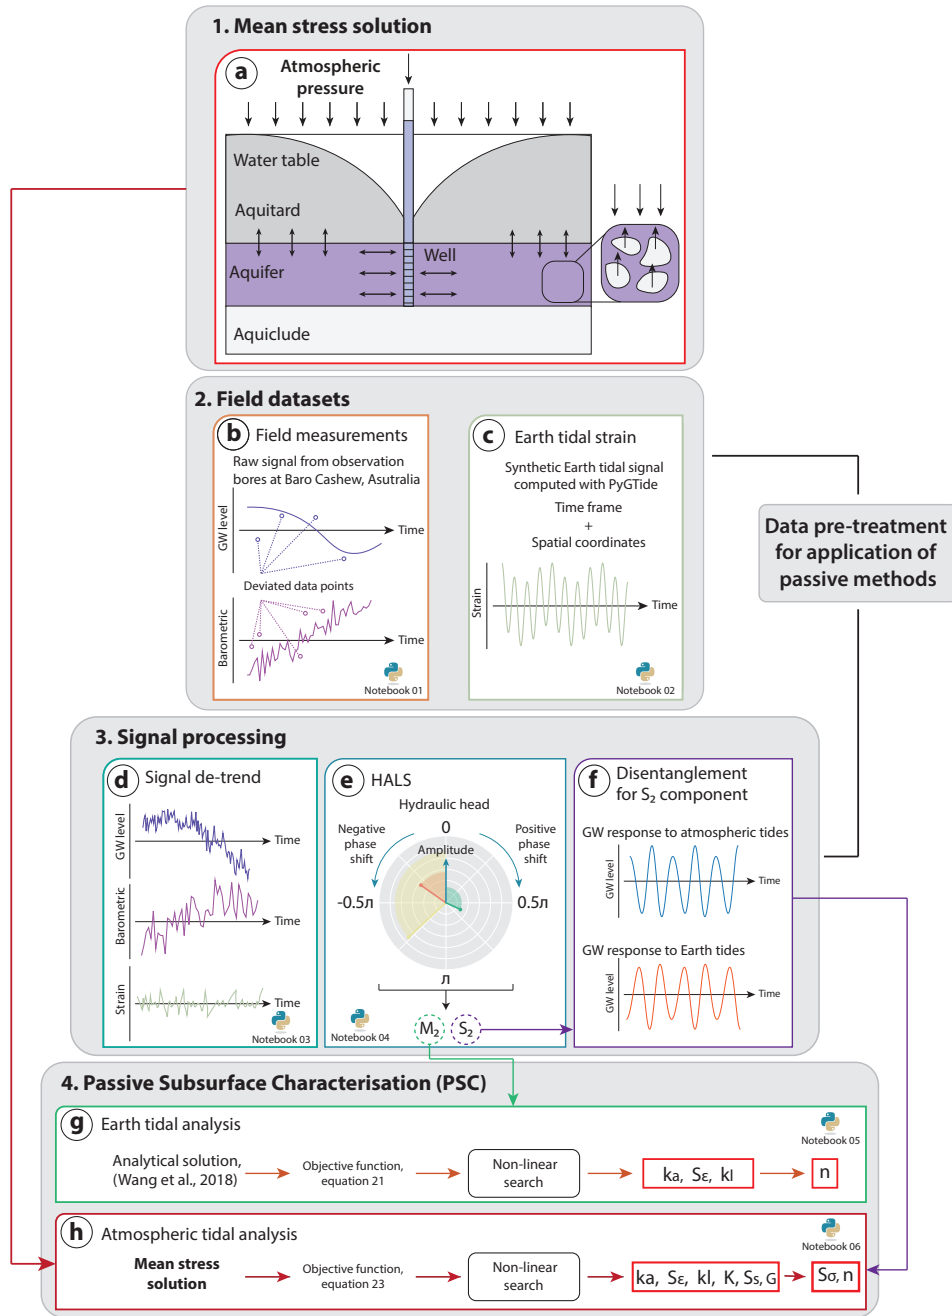 1. Mean stress solution
a
Atmospheric
pressure
Water table
Aquitard
Well
Aquifer
Aquiclude
2. Field datasets
b Field measurements
Raw signal from observation
bores at Baro Cashew, Asutralia
GW level
Time
Deviated data points
Barometric
Time
Notebook 01
c Earth tidal strain
Synthetic Earth tidal signal
computed with PyGTide
Time frame
+
Spatial coordinates
Strain
Time
Notebook 02
Data pre-treatment
for application of
passive methods
3. Signal processing
d Signal de-trend
GW level
Time
Barometric
Time
Strain
Time
Notebook 03
e HALS
Hydraulic head
Negative
phase
shift
0
Positive
phase
shift
Amplitude
-0.5л
0.5л
л
M₂ S₂
Notebook 04
f Disentanglement
for S₂ component
GW response to atmospheric tides
GW level
Time
GW response to Earth tides
GW level
Time
4. Passive Subsurface Characterisation (PSC)
g Earth tidal analysis
Notebook 05
Analytical solution,
(Wang et al., 2018)
Objective function,
equation 21
Non-linear
search
ka, Sε, kl
n
h Atmospheric tidal analysis
Notebook 06
Mean stress
solution
Objective function,
equation 23
Non-linear
search
ka, Sε, kl, K, Ss, G
Sσ, n